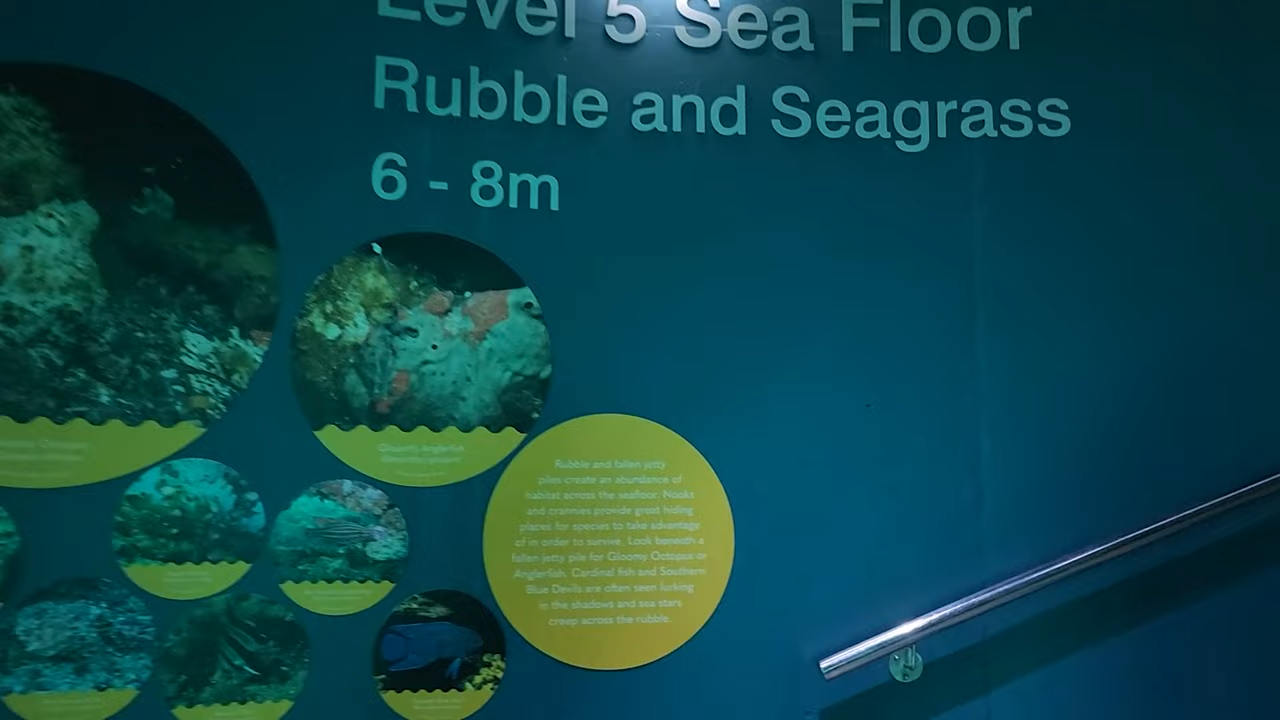 Level 5 Sea Floor
Rubble and Seagrass
6 - 8m
Gloomy Anglerfish
Rubble and fallen jetty
piles create an abundance of
habitat across the seafloor. Nooks
and crannies provide great hiding
places for species to take advantage
of in order to survive. Look beneath a
fallen jetty pile for Gloomy Octopus or
Anglerfish. Cardinal fish and Southern
Blue Devils are often seen lurking
in the shadows and sea stars
creep across the rubble.